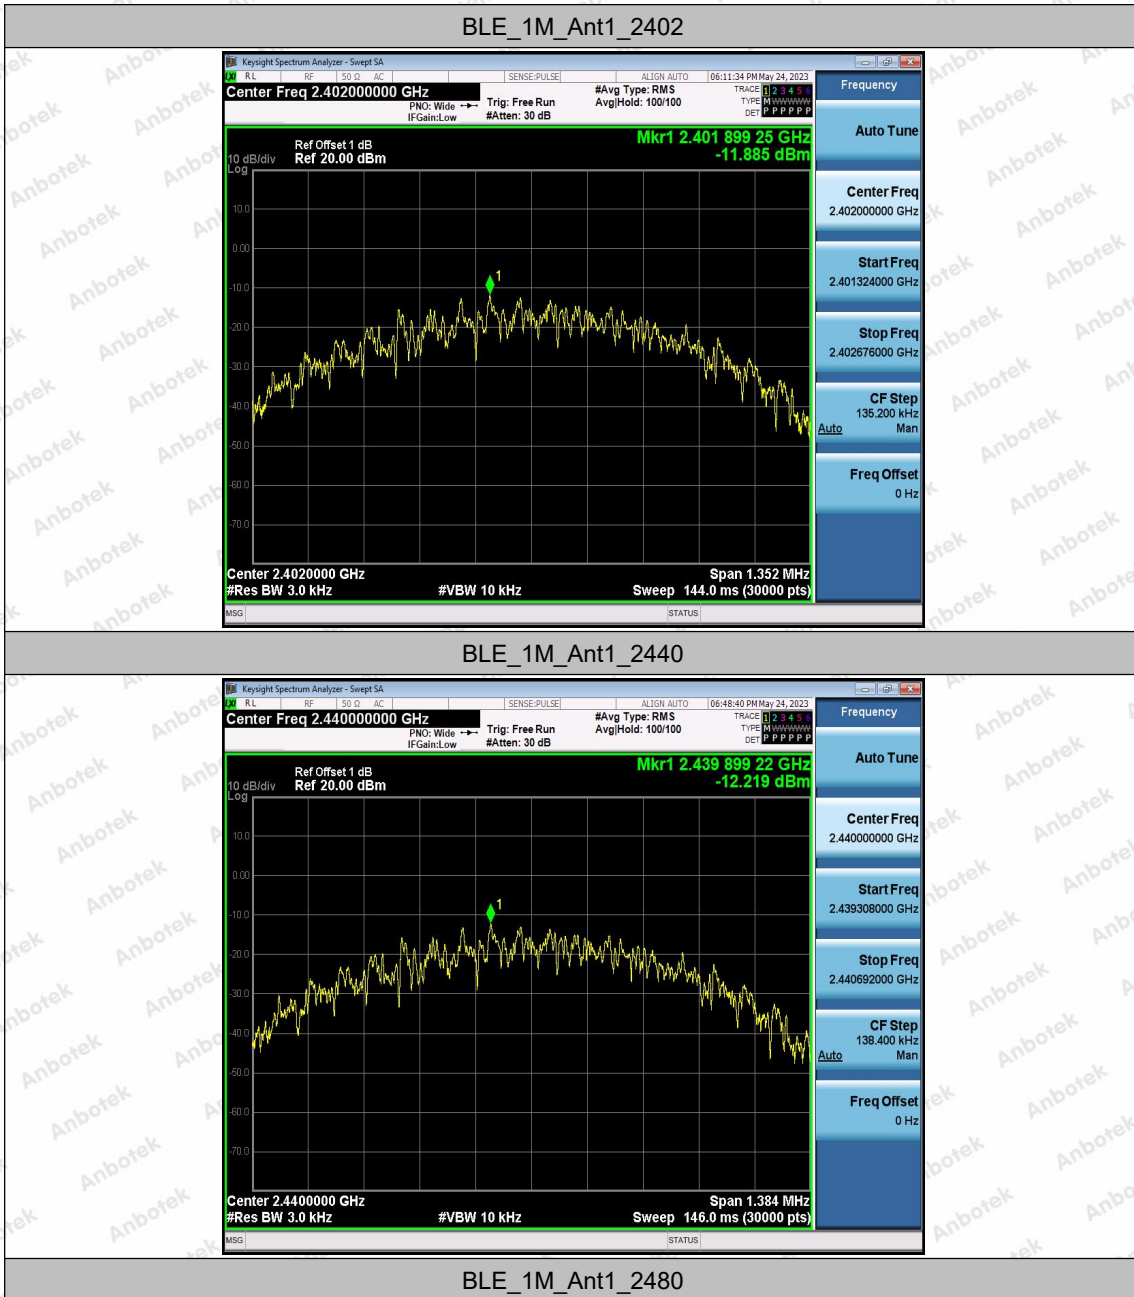 BLE_1M_Ant1_2402
Keysight Spectrum Analyzer - Swept SA
LXI RL RF 50 Ω AC SENSE:PULSE ALIGN AUTO 06:11:34 PM May 24, 2023
Center Freq 2.402000000 GHz
PNO: Wide
IFGain:Low
Trig: Free Run
#Atten: 30 dB
#Avg Type: RMS
Avg|Hold: 100/100
TRACE 1 2 3 4 5 6
TYPE M W W W W W
DET P P P P P P
Frequency
Mkr1 2.401 899 25 GHz
-11.885 dBm
Ref Offset 1 dB
10 dB/div Ref 20.00 dBm
Log
10.0
0.00
-10.0
-20.0
-30.0
-40.0
-50.0
-60.0
-70.0
1
Auto Tune
Center Freq
2.402000000 GHz
Start Freq
2.401324000 GHz
Stop Freq
2.402676000 GHz
CF Step
135.200 kHz
Auto Man
Freq Offset
0 Hz
Center 2.4020000 GHz Span 1.352 MHz
#Res BW 3.0 kHz #VBW 10 kHz Sweep 144.0 ms (30000 pts)
MSG STATUS
BLE_1M_Ant1_2440
Keysight Spectrum Analyzer - Swept SA
LXI RL RF 50 Ω AC SENSE:PULSE ALIGN AUTO 06:48:40 PM May 24, 2023
Center Freq 2.440000000 GHz
PNO: Wide
IFGain:Low
Trig: Free Run
#Atten: 30 dB
#Avg Type: RMS
Avg|Hold: 100/100
TRACE 1 2 3 4 5 6
TYPE M W W W W W
DET P P P P P P
Frequency
Mkr1 2.439 899 22 GHz
-12.219 dBm
Ref Offset 1 dB
10 dB/div Ref 20.00 dBm
Log
10.0
0.00
-10.0
-20.0
-30.0
-40.0
-50.0
-60.0
-70.0
1
Auto Tune
Center Freq
2.440000000 GHz
Start Freq
2.439308000 GHz
Stop Freq
2.440692000 GHz
CF Step
138.400 kHz
Auto Man
Freq Offset
0 Hz
Center 2.4400000 GHz Span 1.384 MHz
#Res BW 3.0 kHz #VBW 10 kHz Sweep 146.0 ms (30000 pts)
MSG STATUS
BLE_1M_Ant1_2480
Anbotek